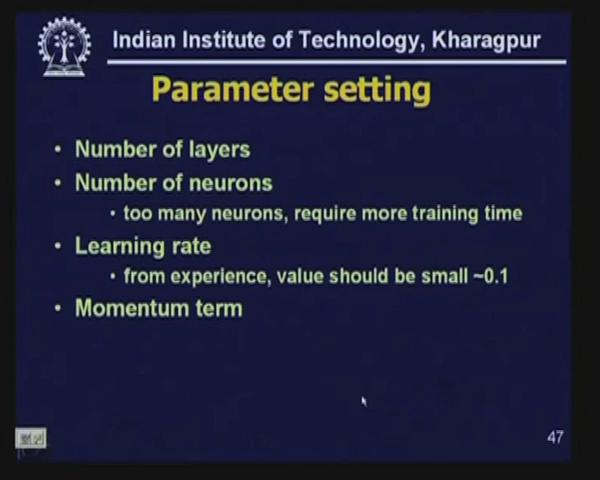 Indian Institute of Technology, Kharagpur
Parameter setting
• Number of layers
• Number of neurons
• too many neurons, require more training time
• Learning rate
• from experience, value should be small ~0.1
• Momentum term
47